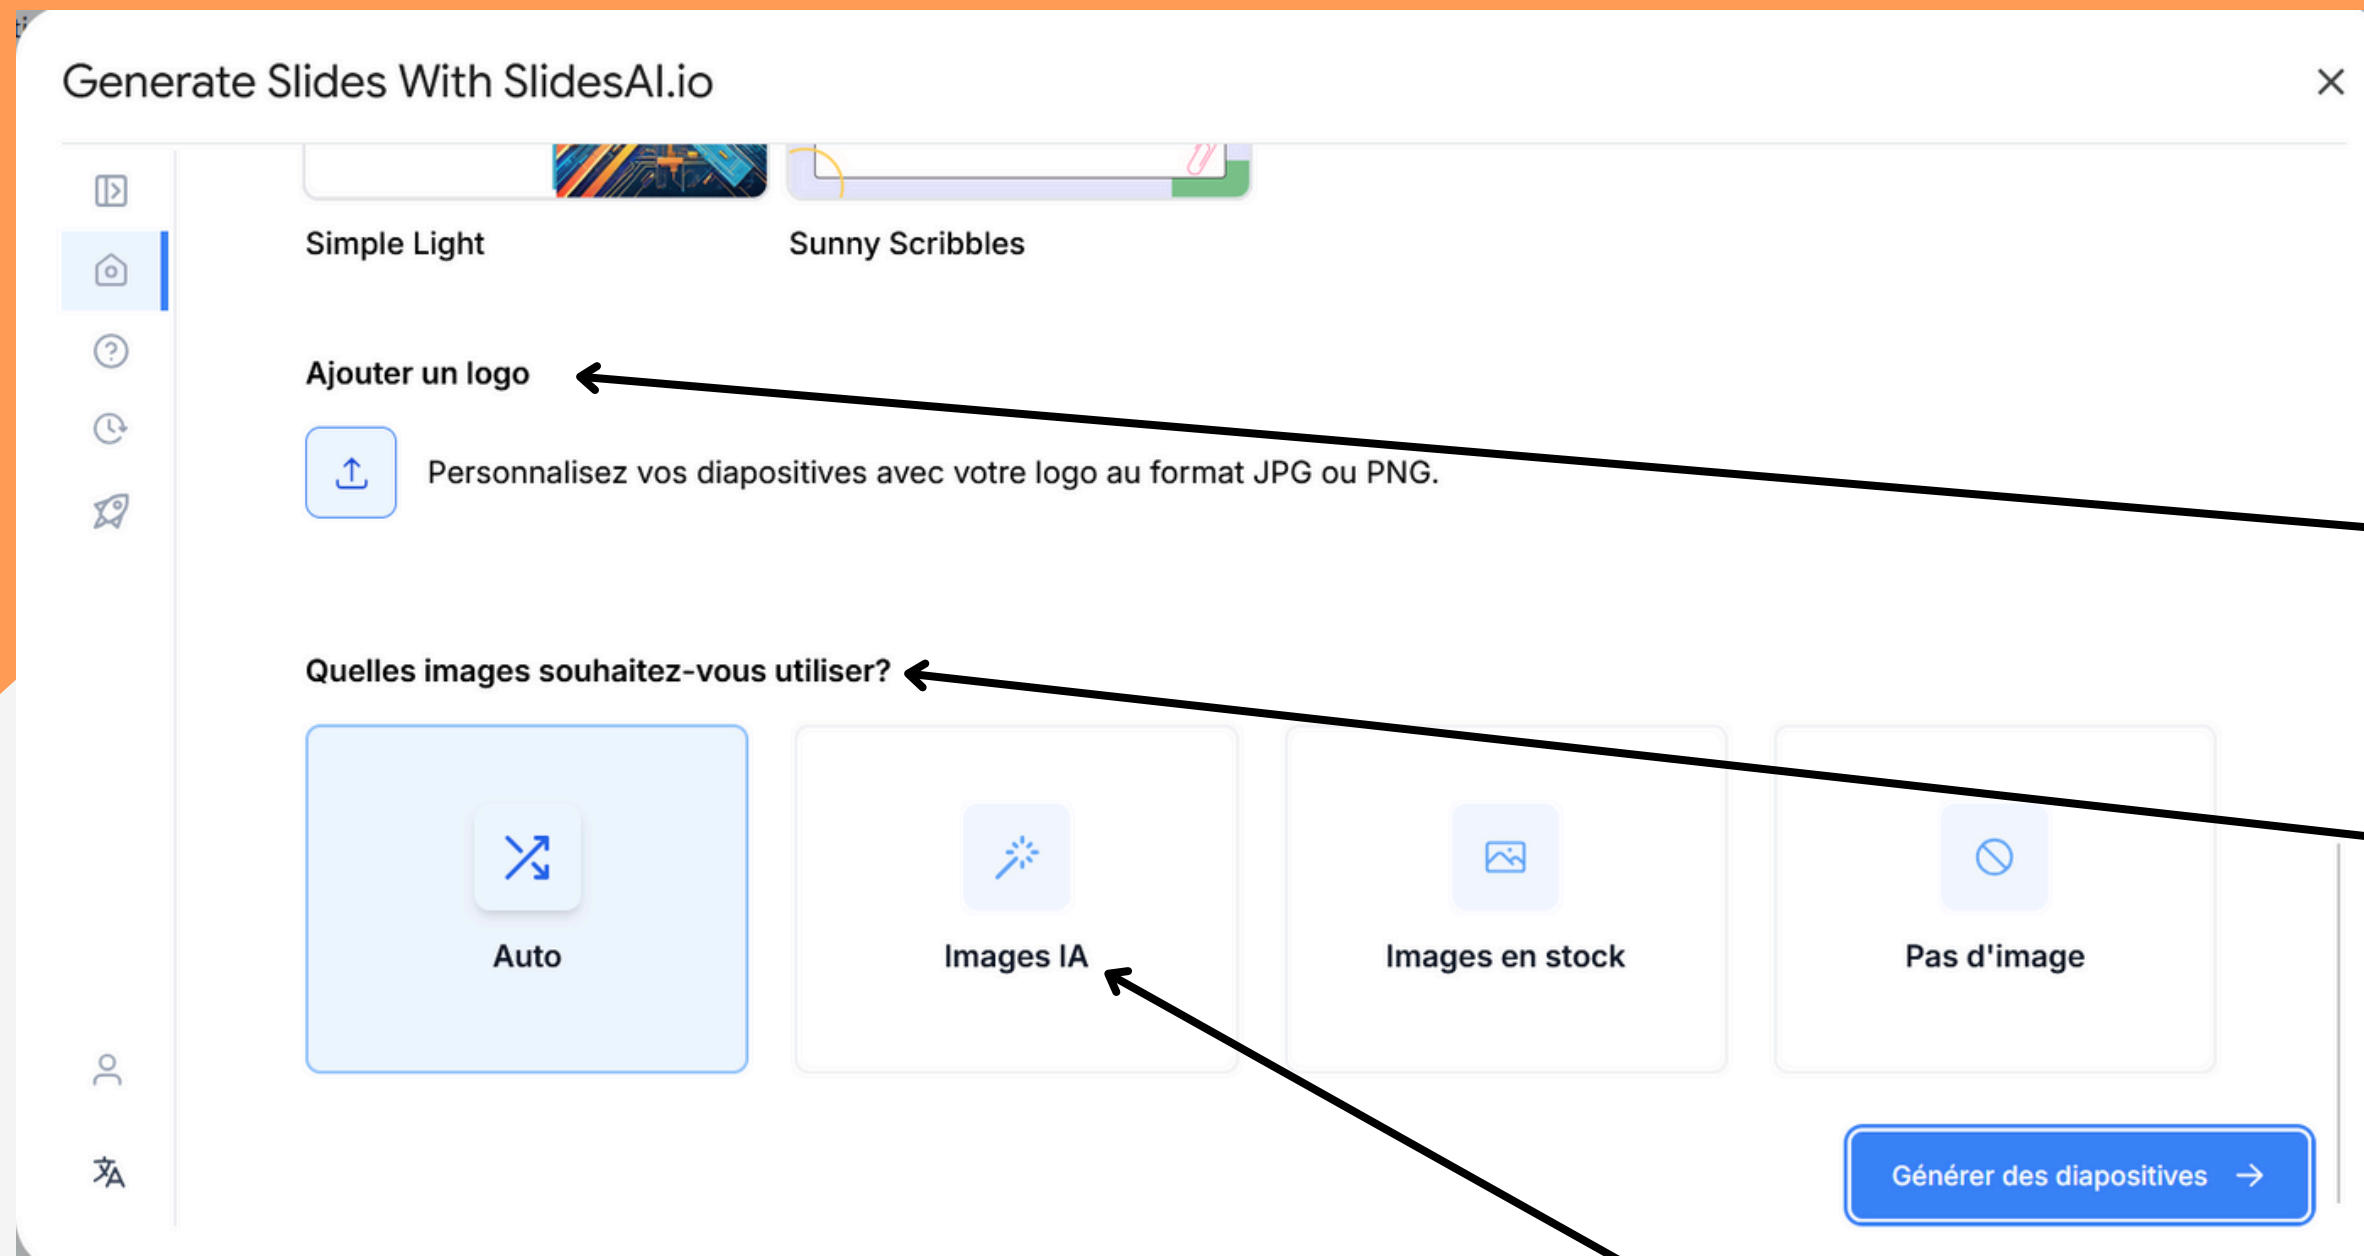 Generate Slides With SlidesAI.io
Simple Light
Sunny Scribbles
Ajouter un logo
Personnalisez vos diapositives avec votre logo au format JPG ou PNG.
Quelles images souhaitez-vous utiliser?
Auto
Images IA
Images en stock
Pas d'image
Générer des diapositives